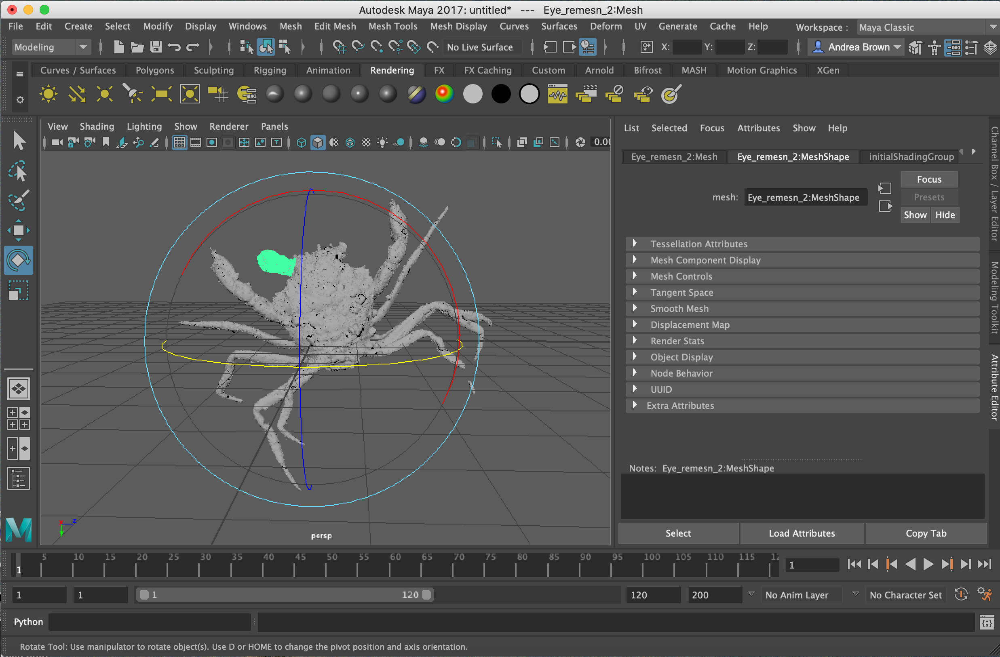 Autodesk Maya 2017: untitled* --- Eye_remesn_2:Mesh
File Edit Create Select Modify Display Windows Mesh Edit Mesh Mesh Tools Mesh Display Curves Surfaces Deform UV Generate Cache Help Workspace : Maya Classic
Modeling No Live Surface X: Y: Z: Andrea Brown
Curves / Surfaces Polygons Sculpting Rigging Animation Rendering FX FX Caching Custom Arnold Bifrost MASH Motion Graphics XGen
View Shading Lighting Show Renderer Panels
0.00
List Selected Focus Attributes Show Help
Eye_remesn_2:Mesh Eye_remesn_2:MeshShape initialShadingGroup
Focus
mesh: Eye_remesn_2:MeshShape Presets
Show Hide
Tessellation Attributes
Mesh Component Display
Mesh Controls
Tangent Space
Smooth Mesh
Displacement Map
Render Stats
Object Display
Node Behavior
UUID
Extra Attributes
Notes: Eye_remesn_2:MeshShape
Select Load Attributes Copy Tab
Channel Box / Layer Editor
Modeling Toolkit
Attribute Editor
x z
y
persp
M
5 10 15 20 25 30 35 40 45 50 55 60 65 70 75 80 85 90 95 100 105 110 115 12
1
1
1 1 1 120 120 200 No Anim Layer No Character Set
Python
Rotate Tool: Use manipulator to rotate object(s). Use D or HOME to change the pivot position and axis orientation.